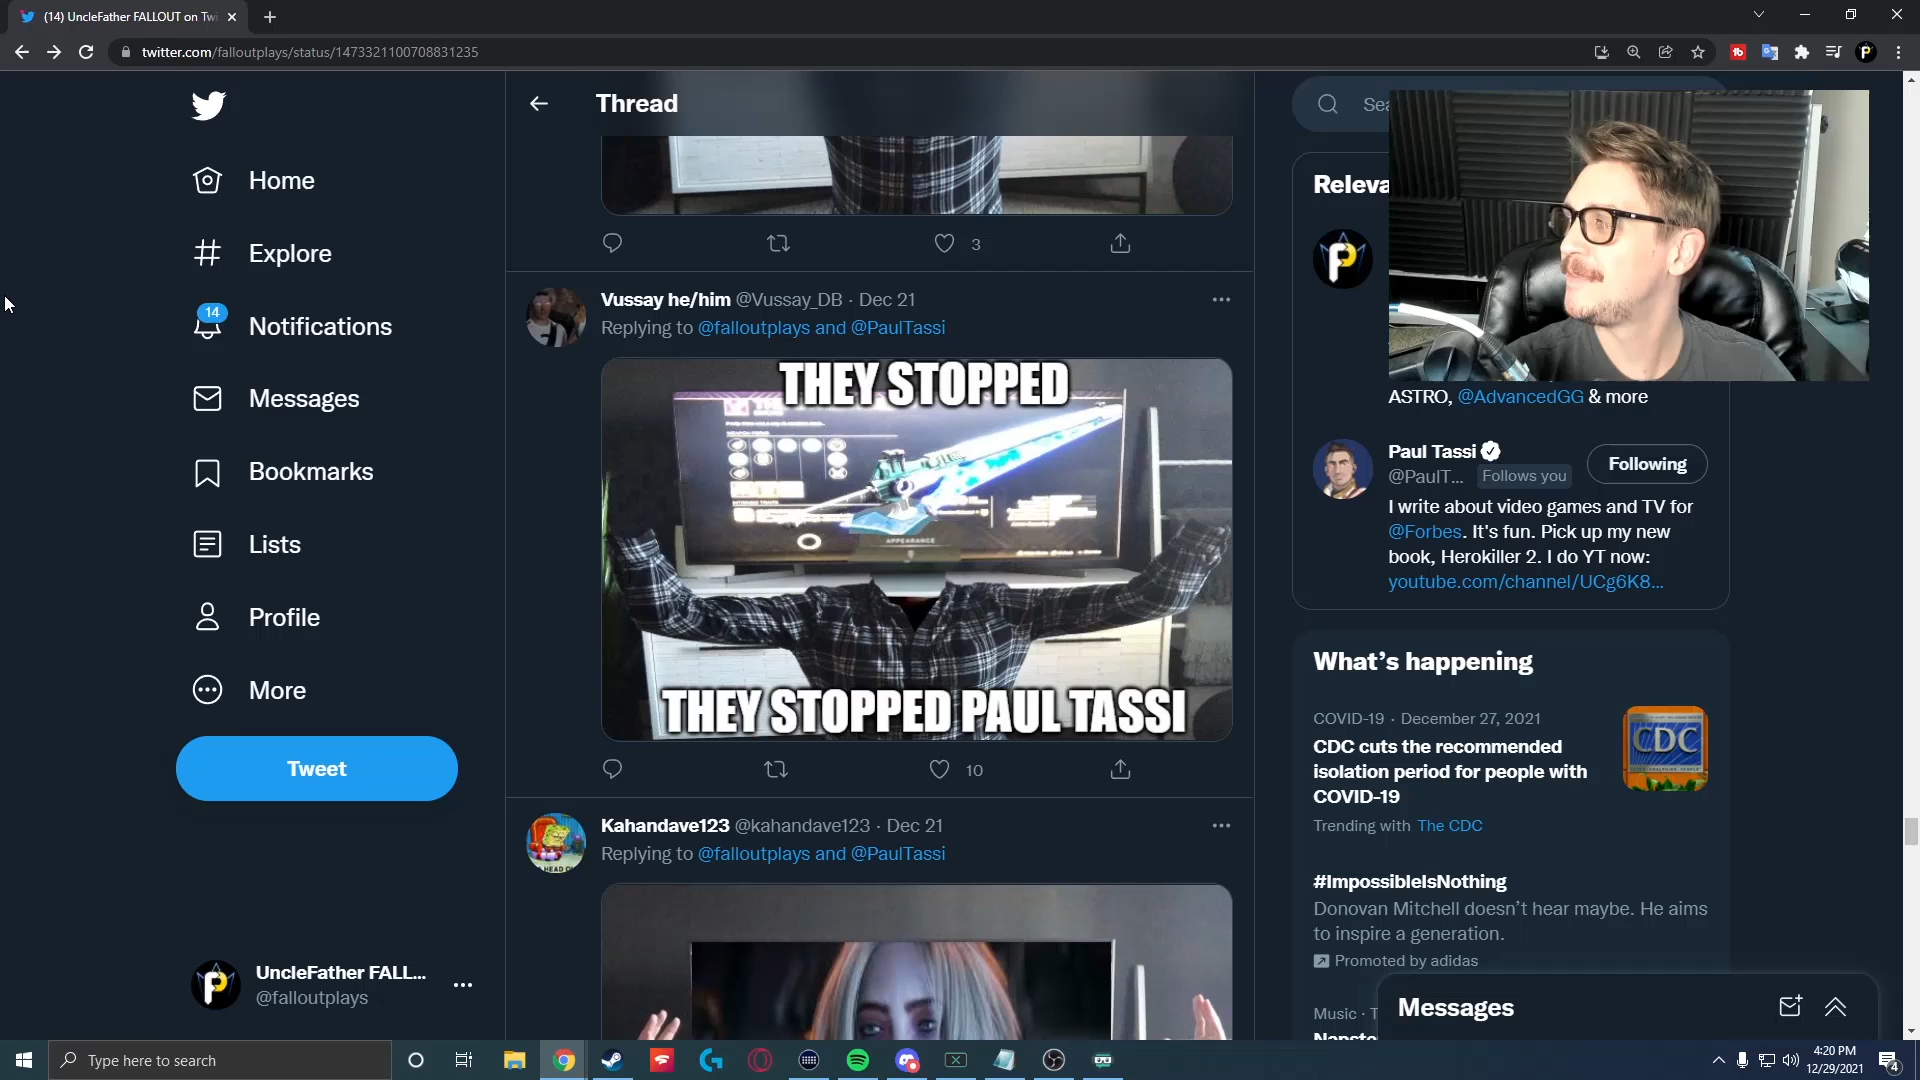 (14) UncleFather FALLOUT on Twi
twitter.com/falloutplays/status/1473321100708831235
Home
Explore
14
Notifications
Messages
Bookmarks
Lists
Profile
More
Tweet
UncleFather FALL...
@falloutplays
Thread
3
Vussay he/him @Vussay_DB · Dec 21
Replying to @falloutplays and @PaulTassi
THEY STOPPED
APPEARANCE
THEY STOPPED PAUL TASSI
10
Kahandave123 @kahandave123 · Dec 21
Replying to @falloutplays and @PaulTassi
Sea
Releva
ASTRO, @AdvancedGG & more
Paul Tassi
@PaulT... Follows you
Following
I write about video games and TV for
@Forbes. It's fun. Pick up my new
book, Herokiller 2. I do YT now:
youtube.com/channel/UCg6K8...
What's happening
COVID-19 · December 27, 2021
CDC cuts the recommended
isolation period for people with
COVID-19
CDC
Trending with The CDC
#ImpossibleIsNothing
Donovan Mitchell doesn't hear maybe. He aims
to inspire a generation.
Promoted by adidas
Music · T
Napste
Messages
Type here to search
4:20 PM
12/29/2021
4